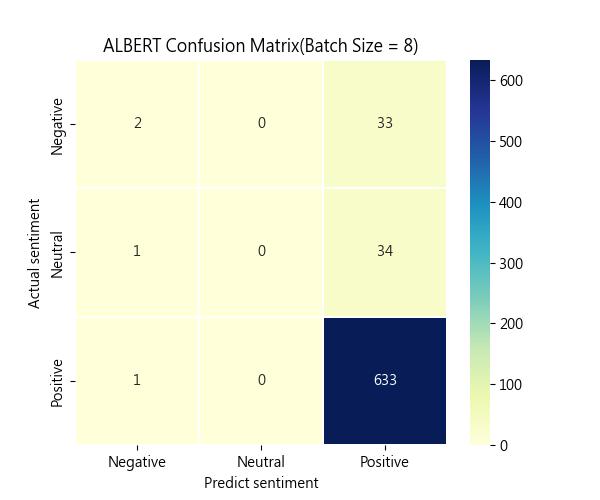 ALBERT Confusion Matrix(Batch Size = 8)
Actual sentiment
Negative
2 0 33
Neutral
1 0 34
Positive
1 0 633
Negative Neutral Positive
Predict sentiment
600
500
400
300
200
100
0